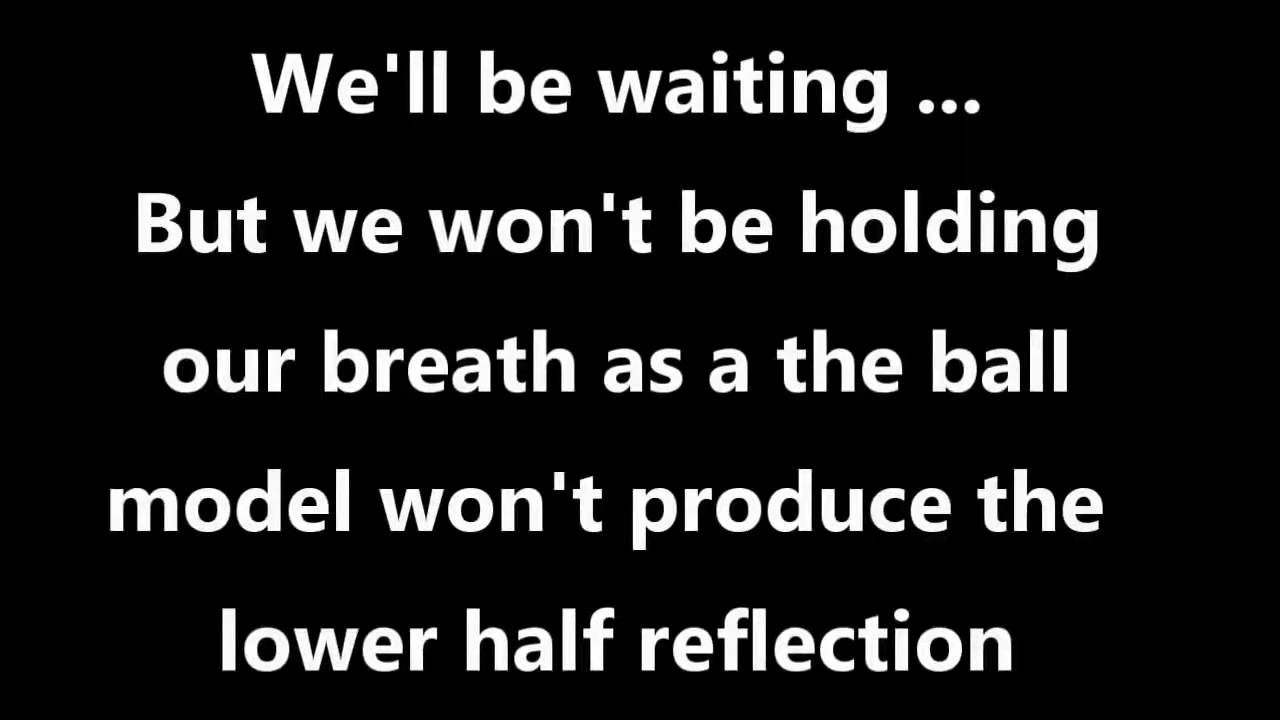 We'll be waiting ...
But we won't be holding
our breath as a the ball
model won't produce the
lower half reflection